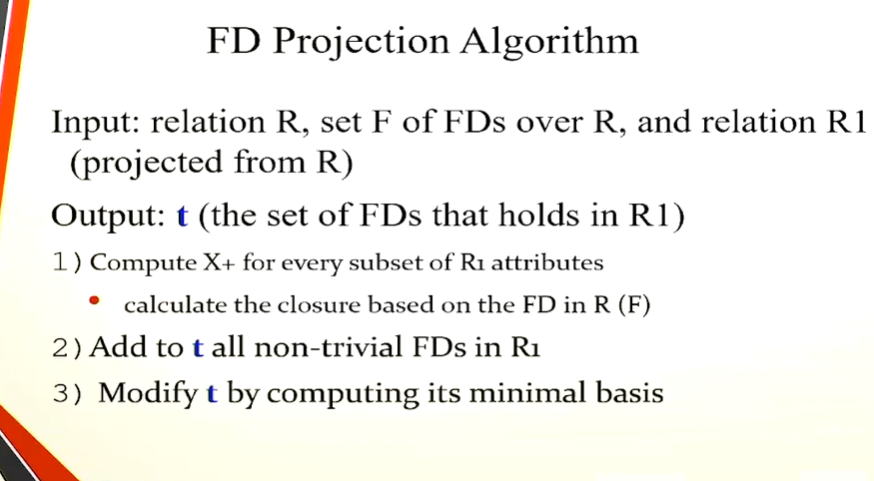 FD Projection Algorithm
Input: relation R, set F of FDs over R, and relation R1
(projected from R)
Output: t (the set of FDs that holds in R1)
1) Compute X+ for every subset of R1 attributes
• calculate the closure based on the FD in R (F)
2) Add to t all non-trivial FDs in R1
3) Modify t by computing its minimal basis